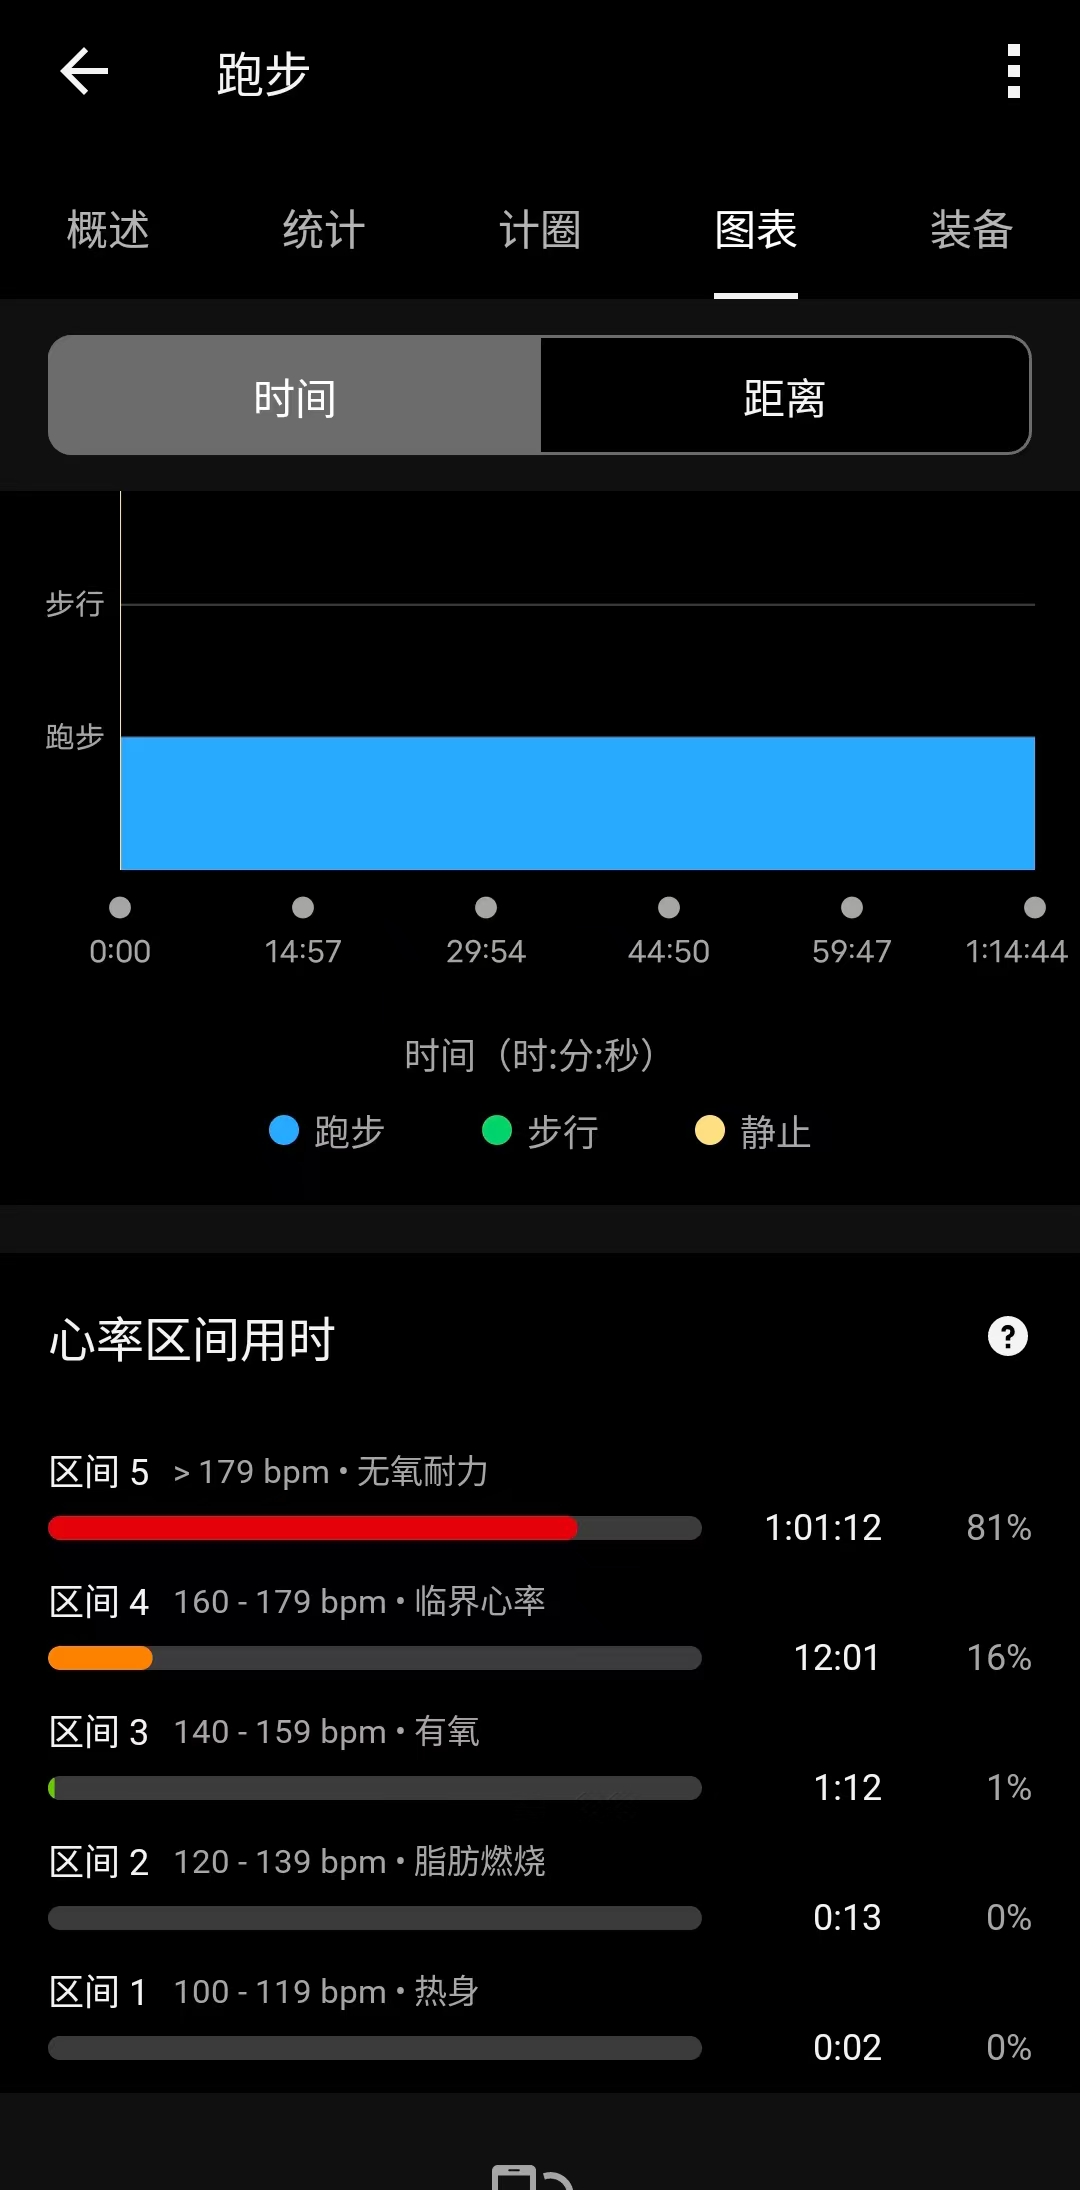 跑步
概述 统计 计圈 图表 装备
时间 距离
步行
跑步
0:00 14:57 29:54 44:50 59:47 1:14:44
时间（时:分:秒）
跑步 步行 静止
心率区间用时
区间 5 > 179 bpm • 无氧耐力
1:01:12 81%
区间 4 160 - 179 bpm • 临界心率
12:01 16%
区间 3 140 - 159 bpm • 有氧
1:12 1%
区间 2 120 - 139 bpm • 脂肪燃烧
0:13 0%
区间 1 100 - 119 bpm • 热身
0:02 0%